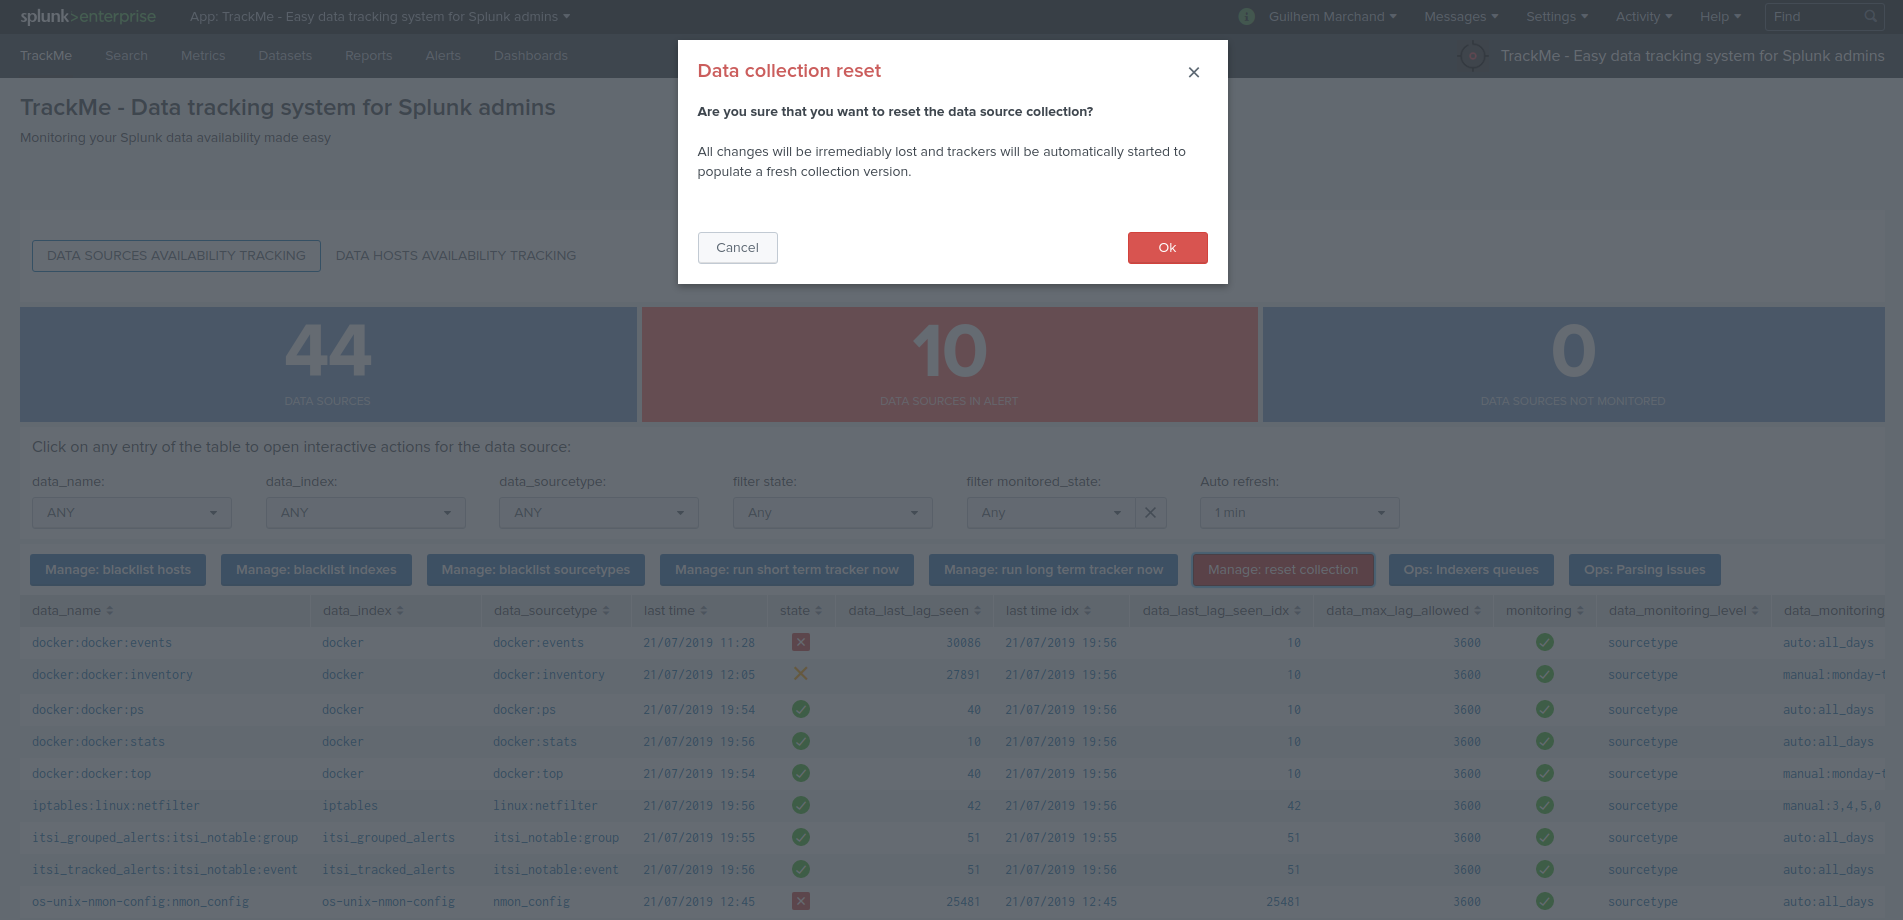 splunk>enterprise App: TrackMe - Easy data tracking system for Splunk admins i Guilhem Marchand Messages Settings Activity Help Find
TrackMe Search Metrics Datasets Reports Alerts Dashboards TrackMe - Easy data tracking system for Splunk admins
Data collection reset
Are you sure that you want to reset the data source collection?
All changes will be irremediably lost and trackers will be automatically started to
populate a fresh collection version.
Cancel Ok
TrackMe - Data tracking system for Splunk admins
Monitoring your Splunk data availability made easy
DATA SOURCES AVAILABILITY TRACKING DATA HOSTS AVAILABILITY TRACKING
44 10 0
DATA SOURCES DATA SOURCES IN ALERT DATA SOURCES NOT MONITORED
Click on any entry of the table to open interactive actions for the data source:
data_name: data_index: data_sourcetype: filter state: filter monitored_state: Auto refresh:
ANY ANY ANY Any Any 1 min
Manage: blacklist hosts Manage: blacklist indexes Manage: blacklist sourcetypes Manage: run short term tracker now Manage: run long term tracker now Manage: reset collection Ops: Indexers queues Ops: Parsing issues
data_name data_index data_sourcetype last time state data_last_lag_seen last time idx data_last_lag_seen_idx data_max_lag_allowed monitoring data_monitoring_level data_monitoring
docker:docker:events docker docker:events 21/07/2019 11:28 30086 21/07/2019 19:56 10 3600 sourcetype auto:all_days
docker:docker:inventory docker docker:inventory 21/07/2019 12:05 27891 21/07/2019 19:56 10 3600 sourcetype manual:monday-t
docker:docker:ps docker docker:ps 21/07/2019 19:54 40 21/07/2019 19:56 10 3600 sourcetype auto:all_days
docker:docker:stats docker docker:stats 21/07/2019 19:56 10 21/07/2019 19:56 10 3600 sourcetype auto:all_days
docker:docker:top docker docker:top 21/07/2019 19:54 40 21/07/2019 19:56 10 3600 sourcetype manual:monday-t
iptables:linux:netfilter iptables linux:netfilter 21/07/2019 19:56 42 21/07/2019 19:56 42 3600 sourcetype manual:3,4,5,0
itsi_grouped_alerts:itsi_notable:group itsi_grouped_alerts itsi_notable:group 21/07/2019 19:55 51 21/07/2019 19:55 51 3600 sourcetype auto:all_days
itsi_tracked_alerts:itsi_notable:event itsi_tracked_alerts itsi_notable:event 21/07/2019 19:56 51 21/07/2019 19:56 51 3600 sourcetype auto:all_days
os-unix-nmon-config:nmon_config os-unix-nmon-config nmon_config 21/07/2019 12:45 25481 21/07/2019 12:45 25481 3600 sourcetype auto:all_days